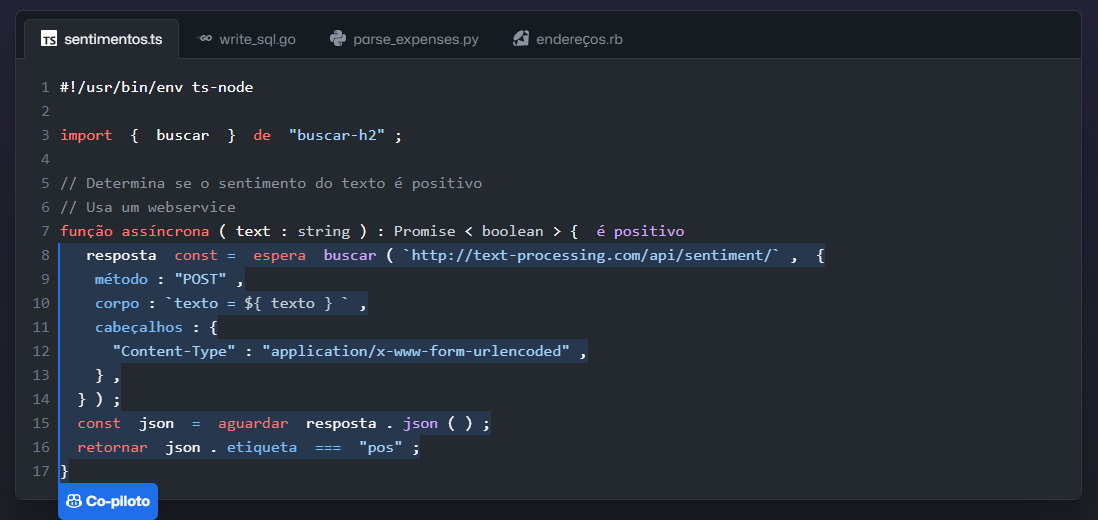 TS sentimentos.ts write_sql.go parse_expenses.py endereços.rb
1 #!/usr/bin/env ts-node
2
3 import { buscar } de "buscar-h2" ;
4
5 // Determina se o sentimento do texto é positivo
6 // Usa um webservice
7 função assíncrona ( text : string ) : Promise < boolean > { é positivo
8 resposta const = espera buscar ( `http://text-processing.com/api/sentiment/` , {
9 método : "POST" ,
10 corpo : `texto = ${ texto } ` ,
11 cabeçalhos : {
12 "Content-Type" : "application/x-www-form-urlencoded" ,
13 } ,
14 } ) ;
15 const json = aguardar resposta . json ( ) ;
16 retornar json . etiqueta === "pos" ;
17 }
Co-piloto